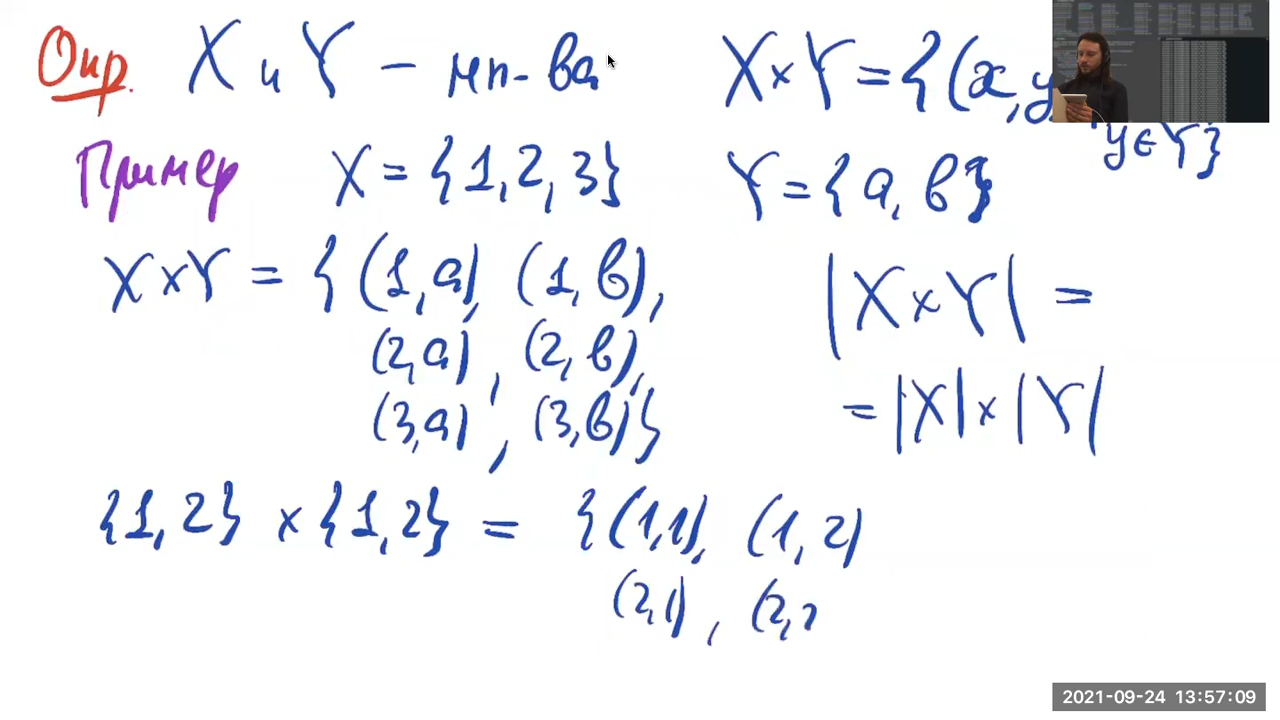 Опр. X и Y – мн-ва X×Y = {(x, y
y∈Y}
Пример X = {1, 2, 3} Y = {a, b}
X×Y = {(1, a), (1, b),
(2, a), (2, b),
(3, a), (3, b)}
|X×Y| =
= |X|×|Y|
{1, 2} × {1, 2} = {(1,1), (1, 2)
(2,1), (2,
2021-09-24 13:57:09